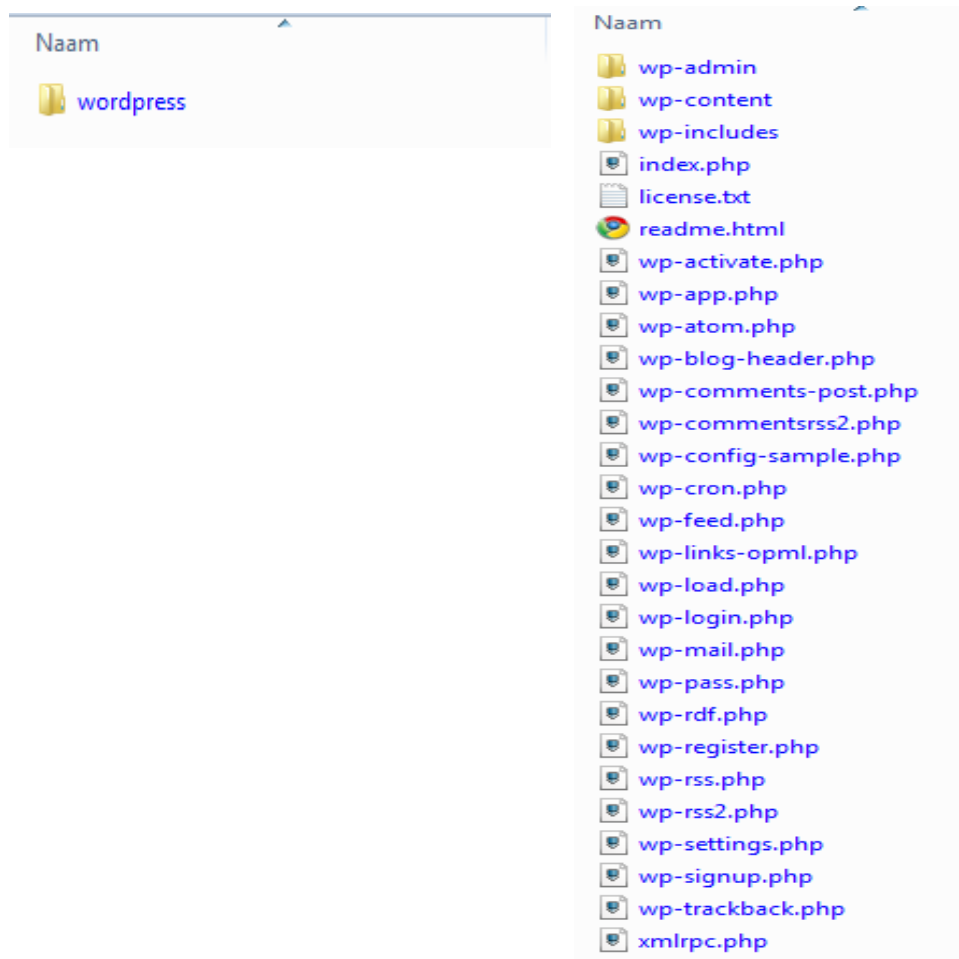 Naam
wordpress
Naam
wp-admin
wp-content
wp-includes
index.php
license.txt
readme.html
wp-activate.php
wp-app.php
wp-atom.php
wp-blog-header.php
wp-comments-post.php
wp-commentsrss2.php
wp-config-sample.php
wp-cron.php
wp-feed.php
wp-links-opml.php
wp-load.php
wp-login.php
wp-mail.php
wp-pass.php
wp-rdf.php
wp-register.php
wp-rss.php
wp-rss2.php
wp-settings.php
wp-signup.php
wp-trackback.php
xmlrpc.php